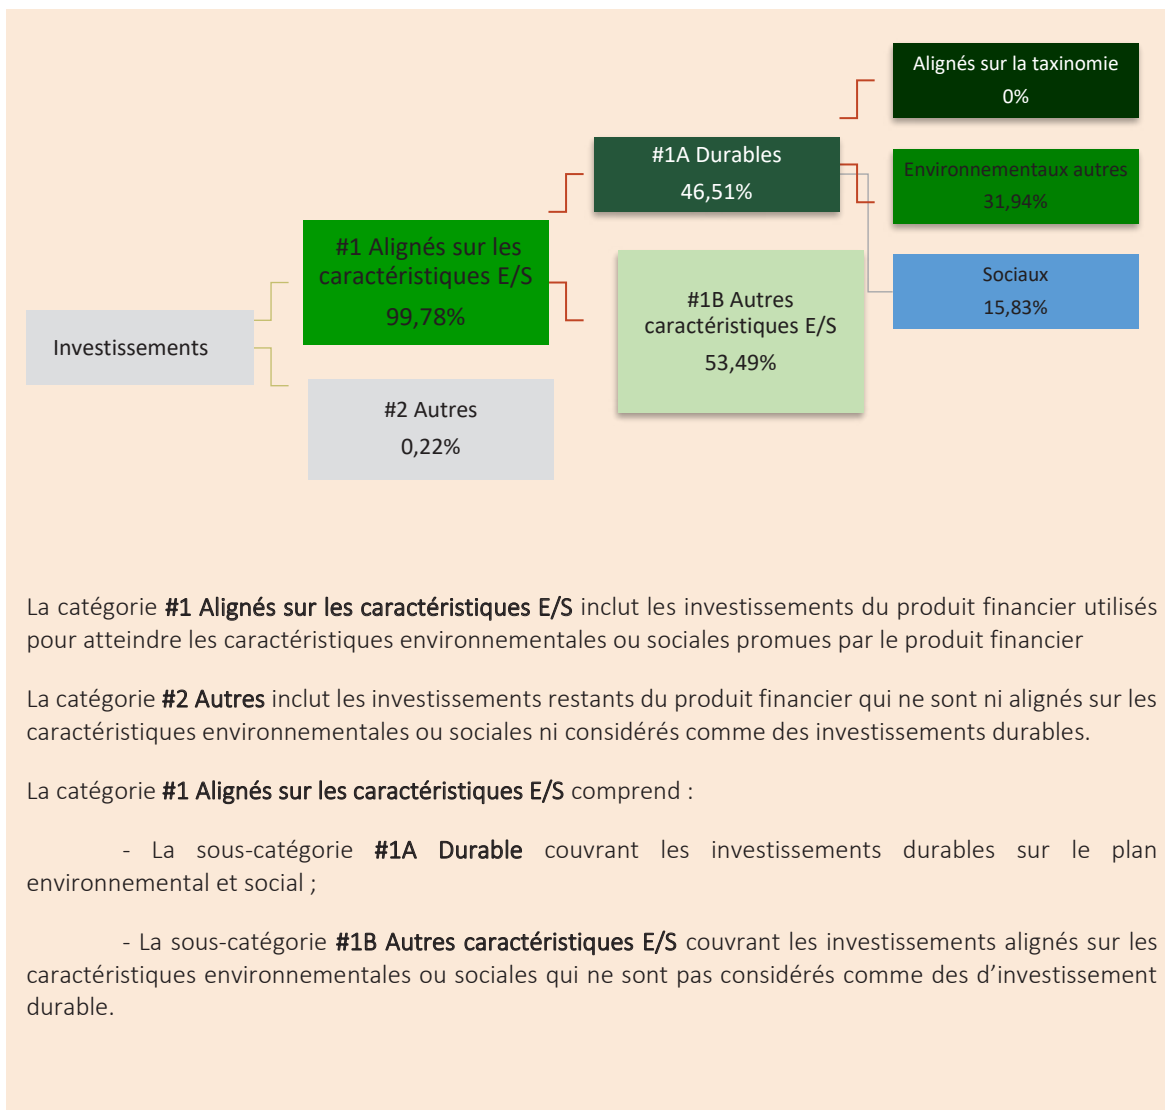 Alignés sur la taxinomie
0%
#1A Durables
46,51%
Environnementaux autres
31,94%
#1 Alignés sur les
caractéristiques E/S
99,78%
Sociaux
15,83%
#1B Autres
caractéristiques E/S
53,49%
Investissements
#2 Autres
0,22%
La catégorie #1 Alignés sur les caractéristiques E/S inclut les investissements du produit financier utilisés
pour atteindre les caractéristiques environnementales ou sociales promues par le produit financier
La catégorie #2 Autres inclut les investissements restants du produit financier qui ne sont ni alignés sur les
caractéristiques environnementales ou sociales ni considérés comme des investissements durables.
La catégorie #1 Alignés sur les caractéristiques E/S comprend :
- La sous-catégorie #1A Durable couvrant les investissements durables sur le plan
environnemental et social ;
- La sous-catégorie #1B Autres caractéristiques E/S couvrant les investissements alignés sur les
caractéristiques environnementales ou sociales qui ne sont pas considérés comme des d’investissement
durable.